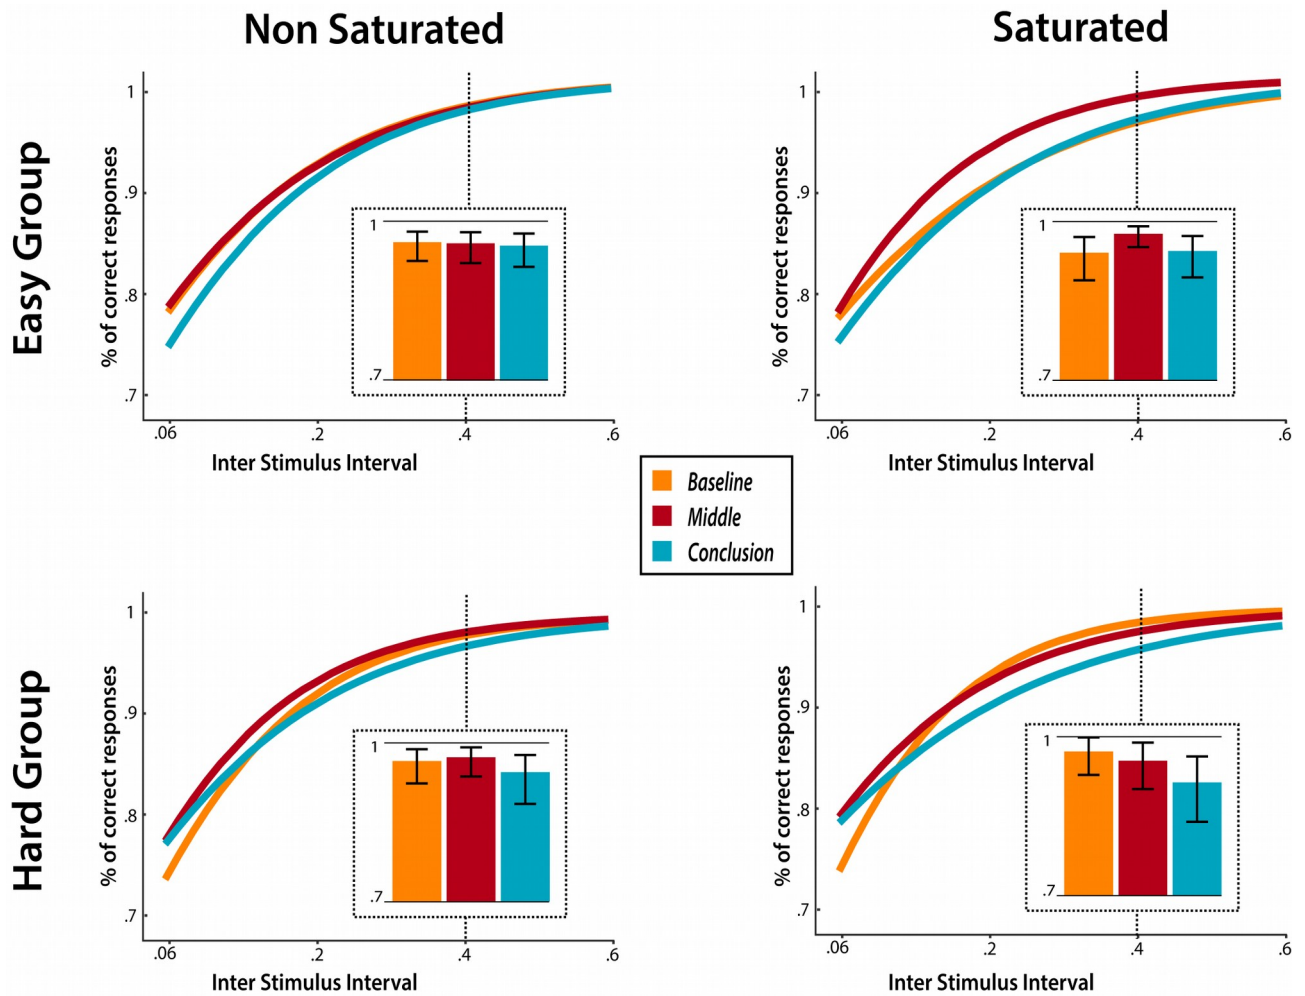 Non Saturated
Saturated
Easy Group
% of correct responses
1
.9
.8
.7
1
.7
.06
.2
.4
.6
Inter Stimulus Interval
% of correct responses
1
.9
.8
.7
1
.7
.06
.2
.4
.6
Inter Stimulus Interval
Baseline
Middle
Conclusion
Hard Group
% of correct responses
1
.9
.8
.7
1
.7
.06
.2
.4
.6
Inter Stimulus Interval
% of correct responses
1
.9
.8
.7
1
.7
.06
.2
.4
.6
Inter Stimulus Interval